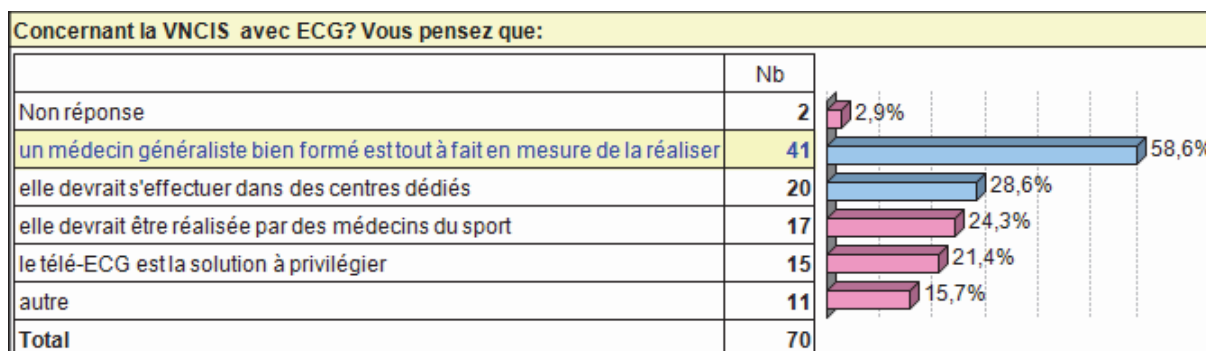 Concernant la VNCIS avec ECG? Vous pensez que:
Nb
Non réponse 2 2,9%
un médecin généraliste bien formé est tout à fait en mesure de la réaliser 41 58,6%
elle devrait s'effectuer dans des centres dédiés 20 28,6%
elle devrait être réalisée par des médecins du sport 17 24,3%
le télé-ECG est la solution à privilégier 15 21,4%
autre 11 15,7%
Total 70